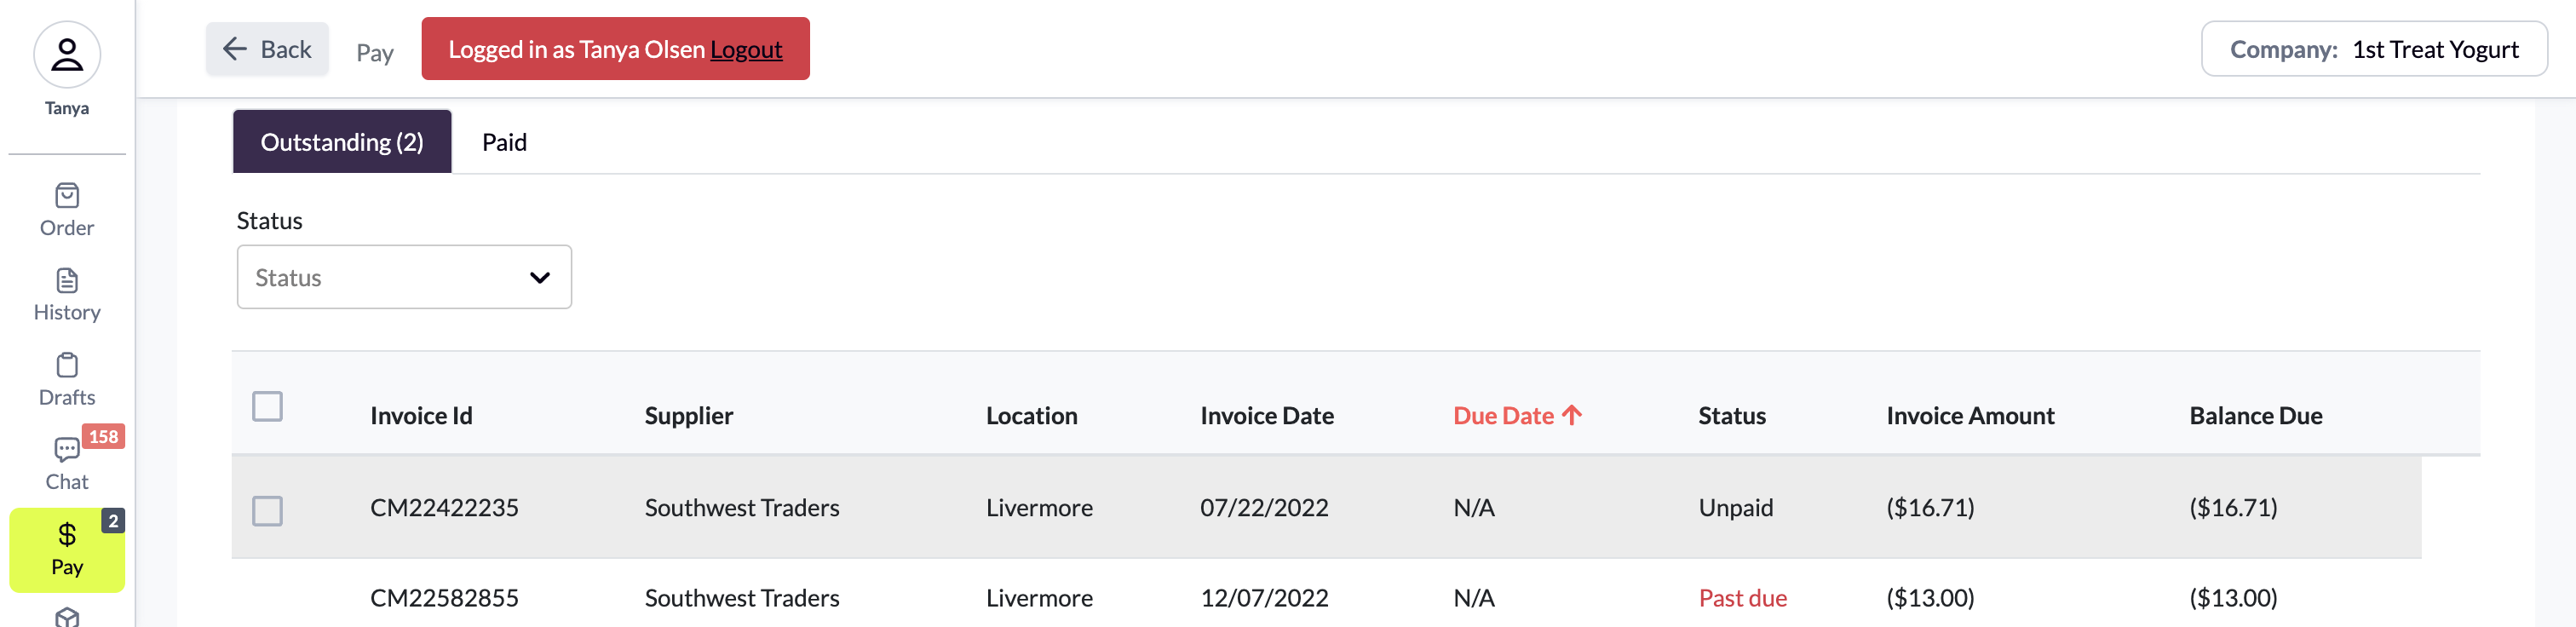 Tanya
Order
History
Drafts
158
Chat
2
$
Pay
Back
Pay
Logged in as Tanya Olsen Logout
Company: 1st Treat Yogurt
Outstanding (2) Paid
Status
Status
Invoice Id Supplier Location Invoice Date Due Date Status Invoice Amount Balance Due
CM22422235 Southwest Traders Livermore 07/22/2022 N/A Unpaid ($16.71) ($16.71)
CM22582855 Southwest Traders Livermore 12/07/2022 N/A Past due ($13.00) ($13.00)